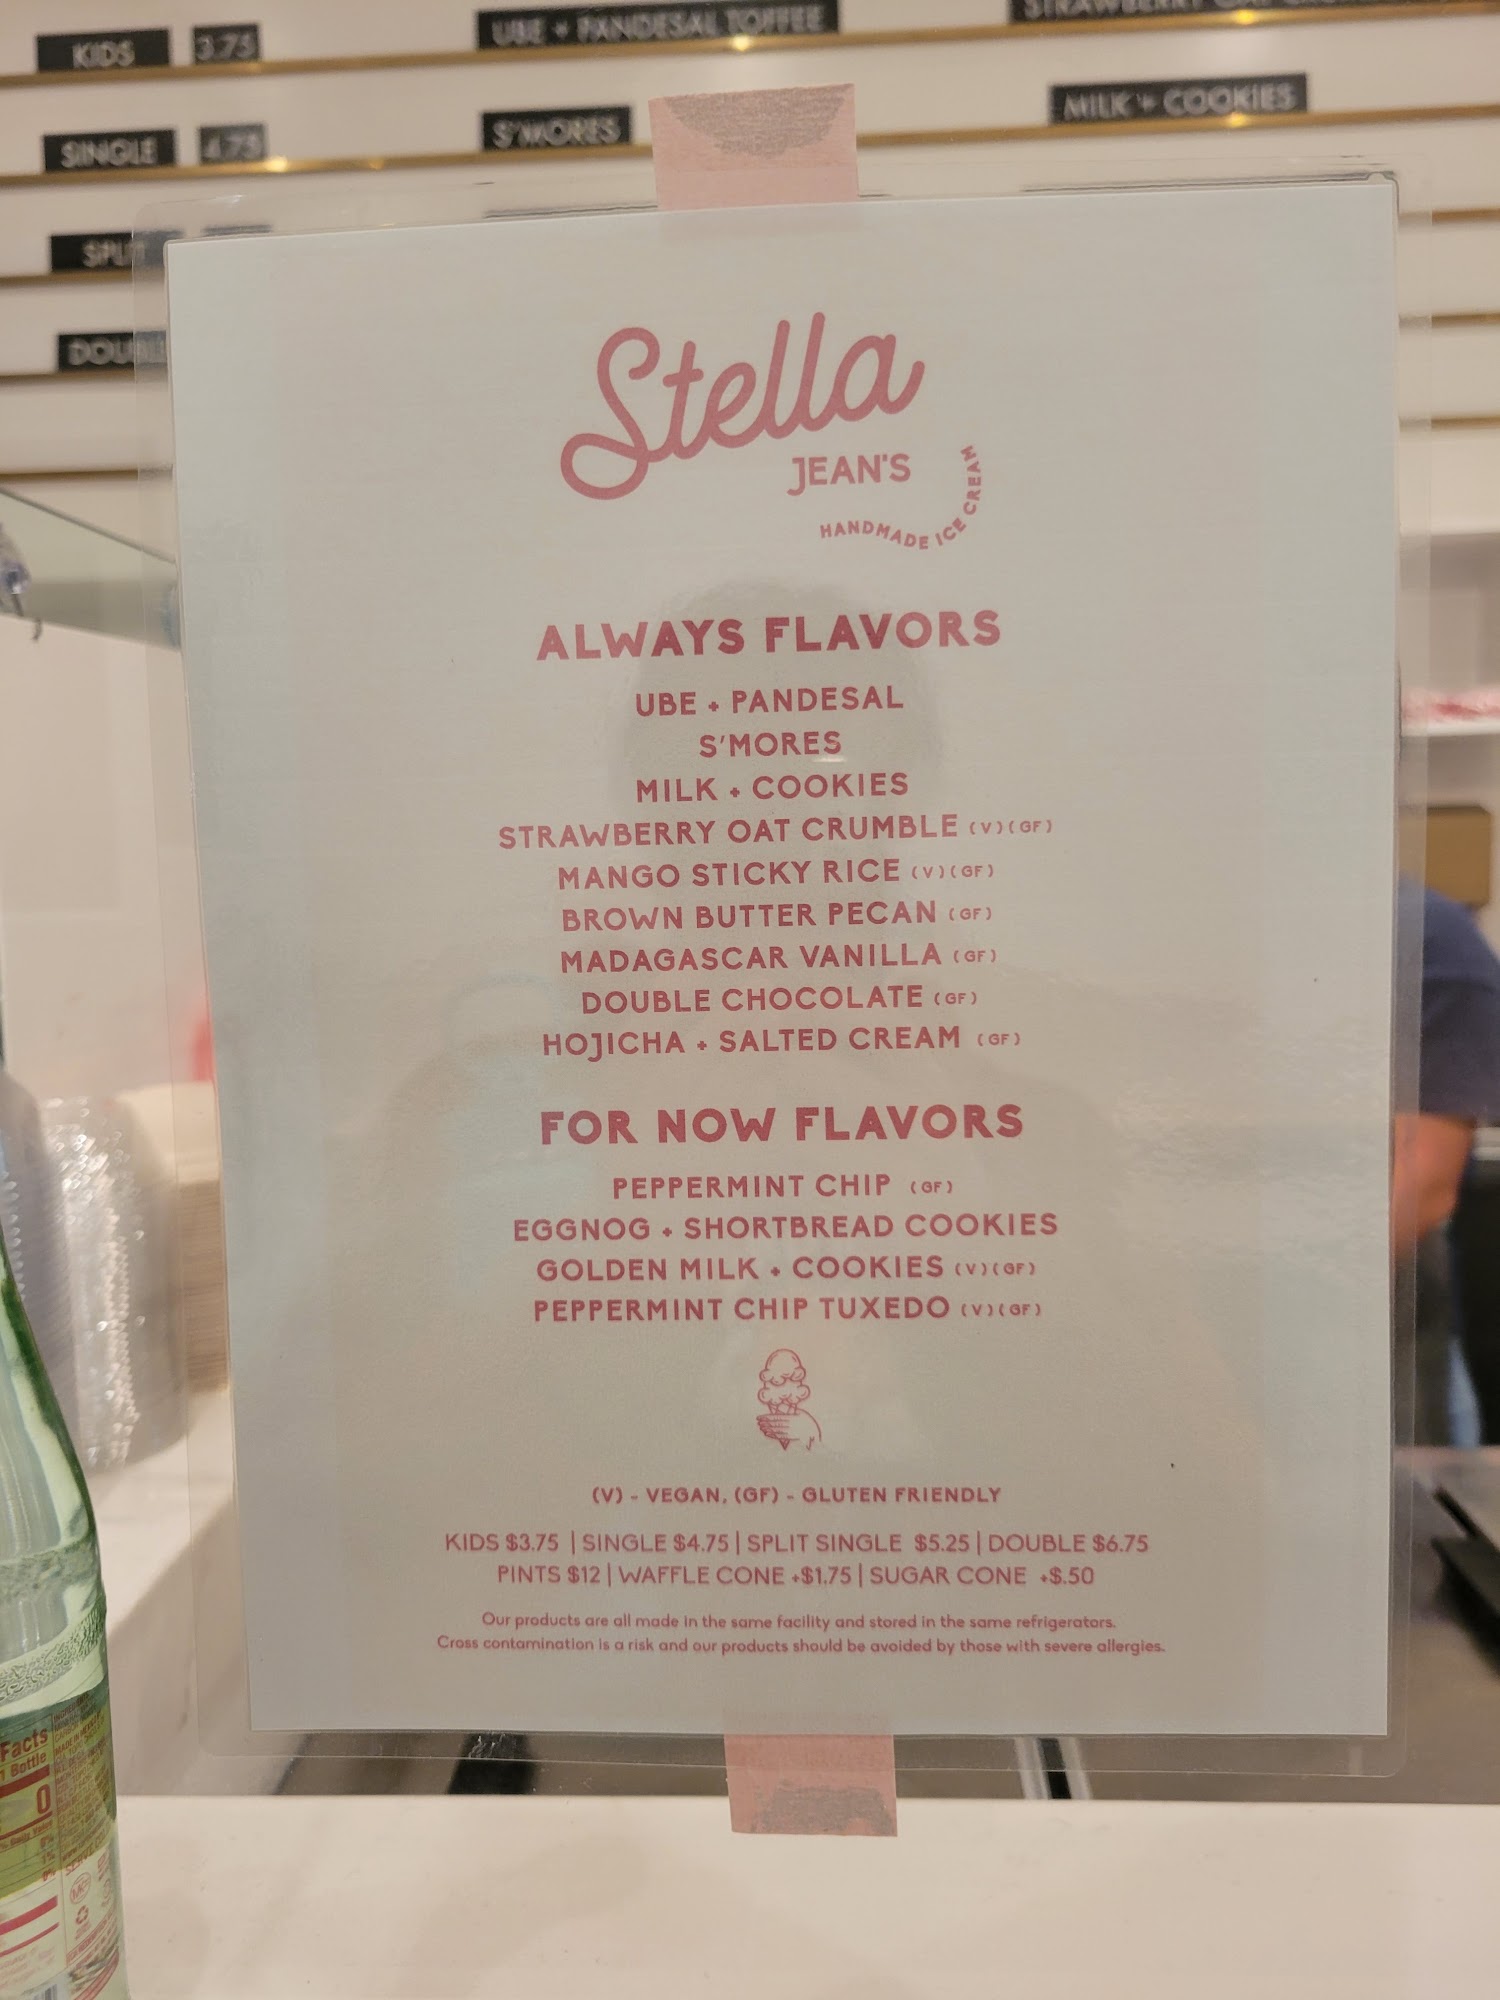 KIDS 3.75
UBE + PANDESAL TOFFEE
SINGLE 4.75
S'MORES
MILK + COOKIES
SPLIT
Stella
JEAN'S
HANDMADE ICE CREAM
ALWAYS FLAVORS
UBE + PANDESAL
S'MORES
MILK + COOKIES
STRAWBERRY OAT CRUMBLE (V)(GF)
MANGO STICKY RICE (V)(GF)
BROWN BUTTER PECAN (GF)
MADAGASCAR VANILLA (GF)
DOUBLE CHOCOLATE (GF)
HOJICHA + SALTED CREAM (GF)
FOR NOW FLAVORS
PEPPERMINT CHIP (GF)
EGGNOG + SHORTBREAD COOKIES
GOLDEN MILK + COOKIES (V)(GF)
PEPPERMINT CHIP TUXEDO (V)(GF)
(V) - VEGAN, (GF) - GLUTEN FRIENDLY
KIDS $3.75 | SINGLE $4.75 | SPLIT SINGLE $5.25 | DOUBLE $6.75
PINTS $12 | WAFFLE CONE +$1.75 | SUGAR CONE +$.50
Our products are all made in the same facility and stored in the same refrigerators.
Cross contamination is a risk and our products should be avoided by those with severe allergies.
Facts
1 Bottle
0